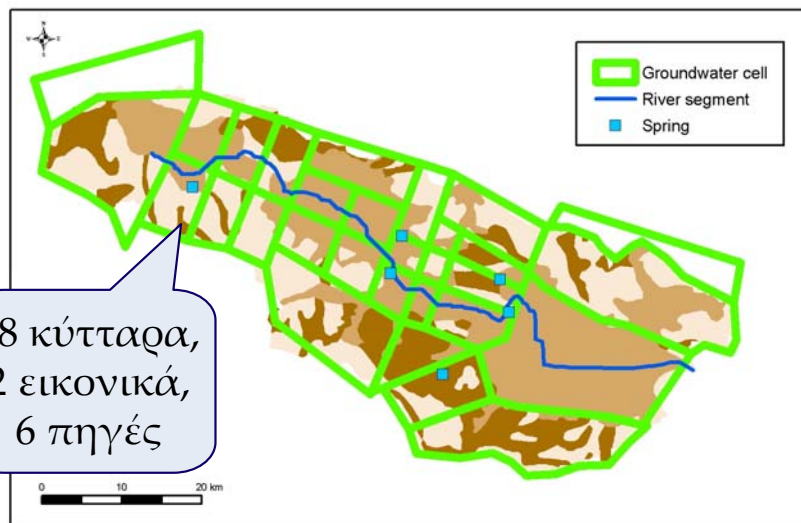 N
W E
S
Groundwater cell
River segment
Spring
8 κύτταρα,
2 εικονικά,
6 πηγές
0 10 20 km